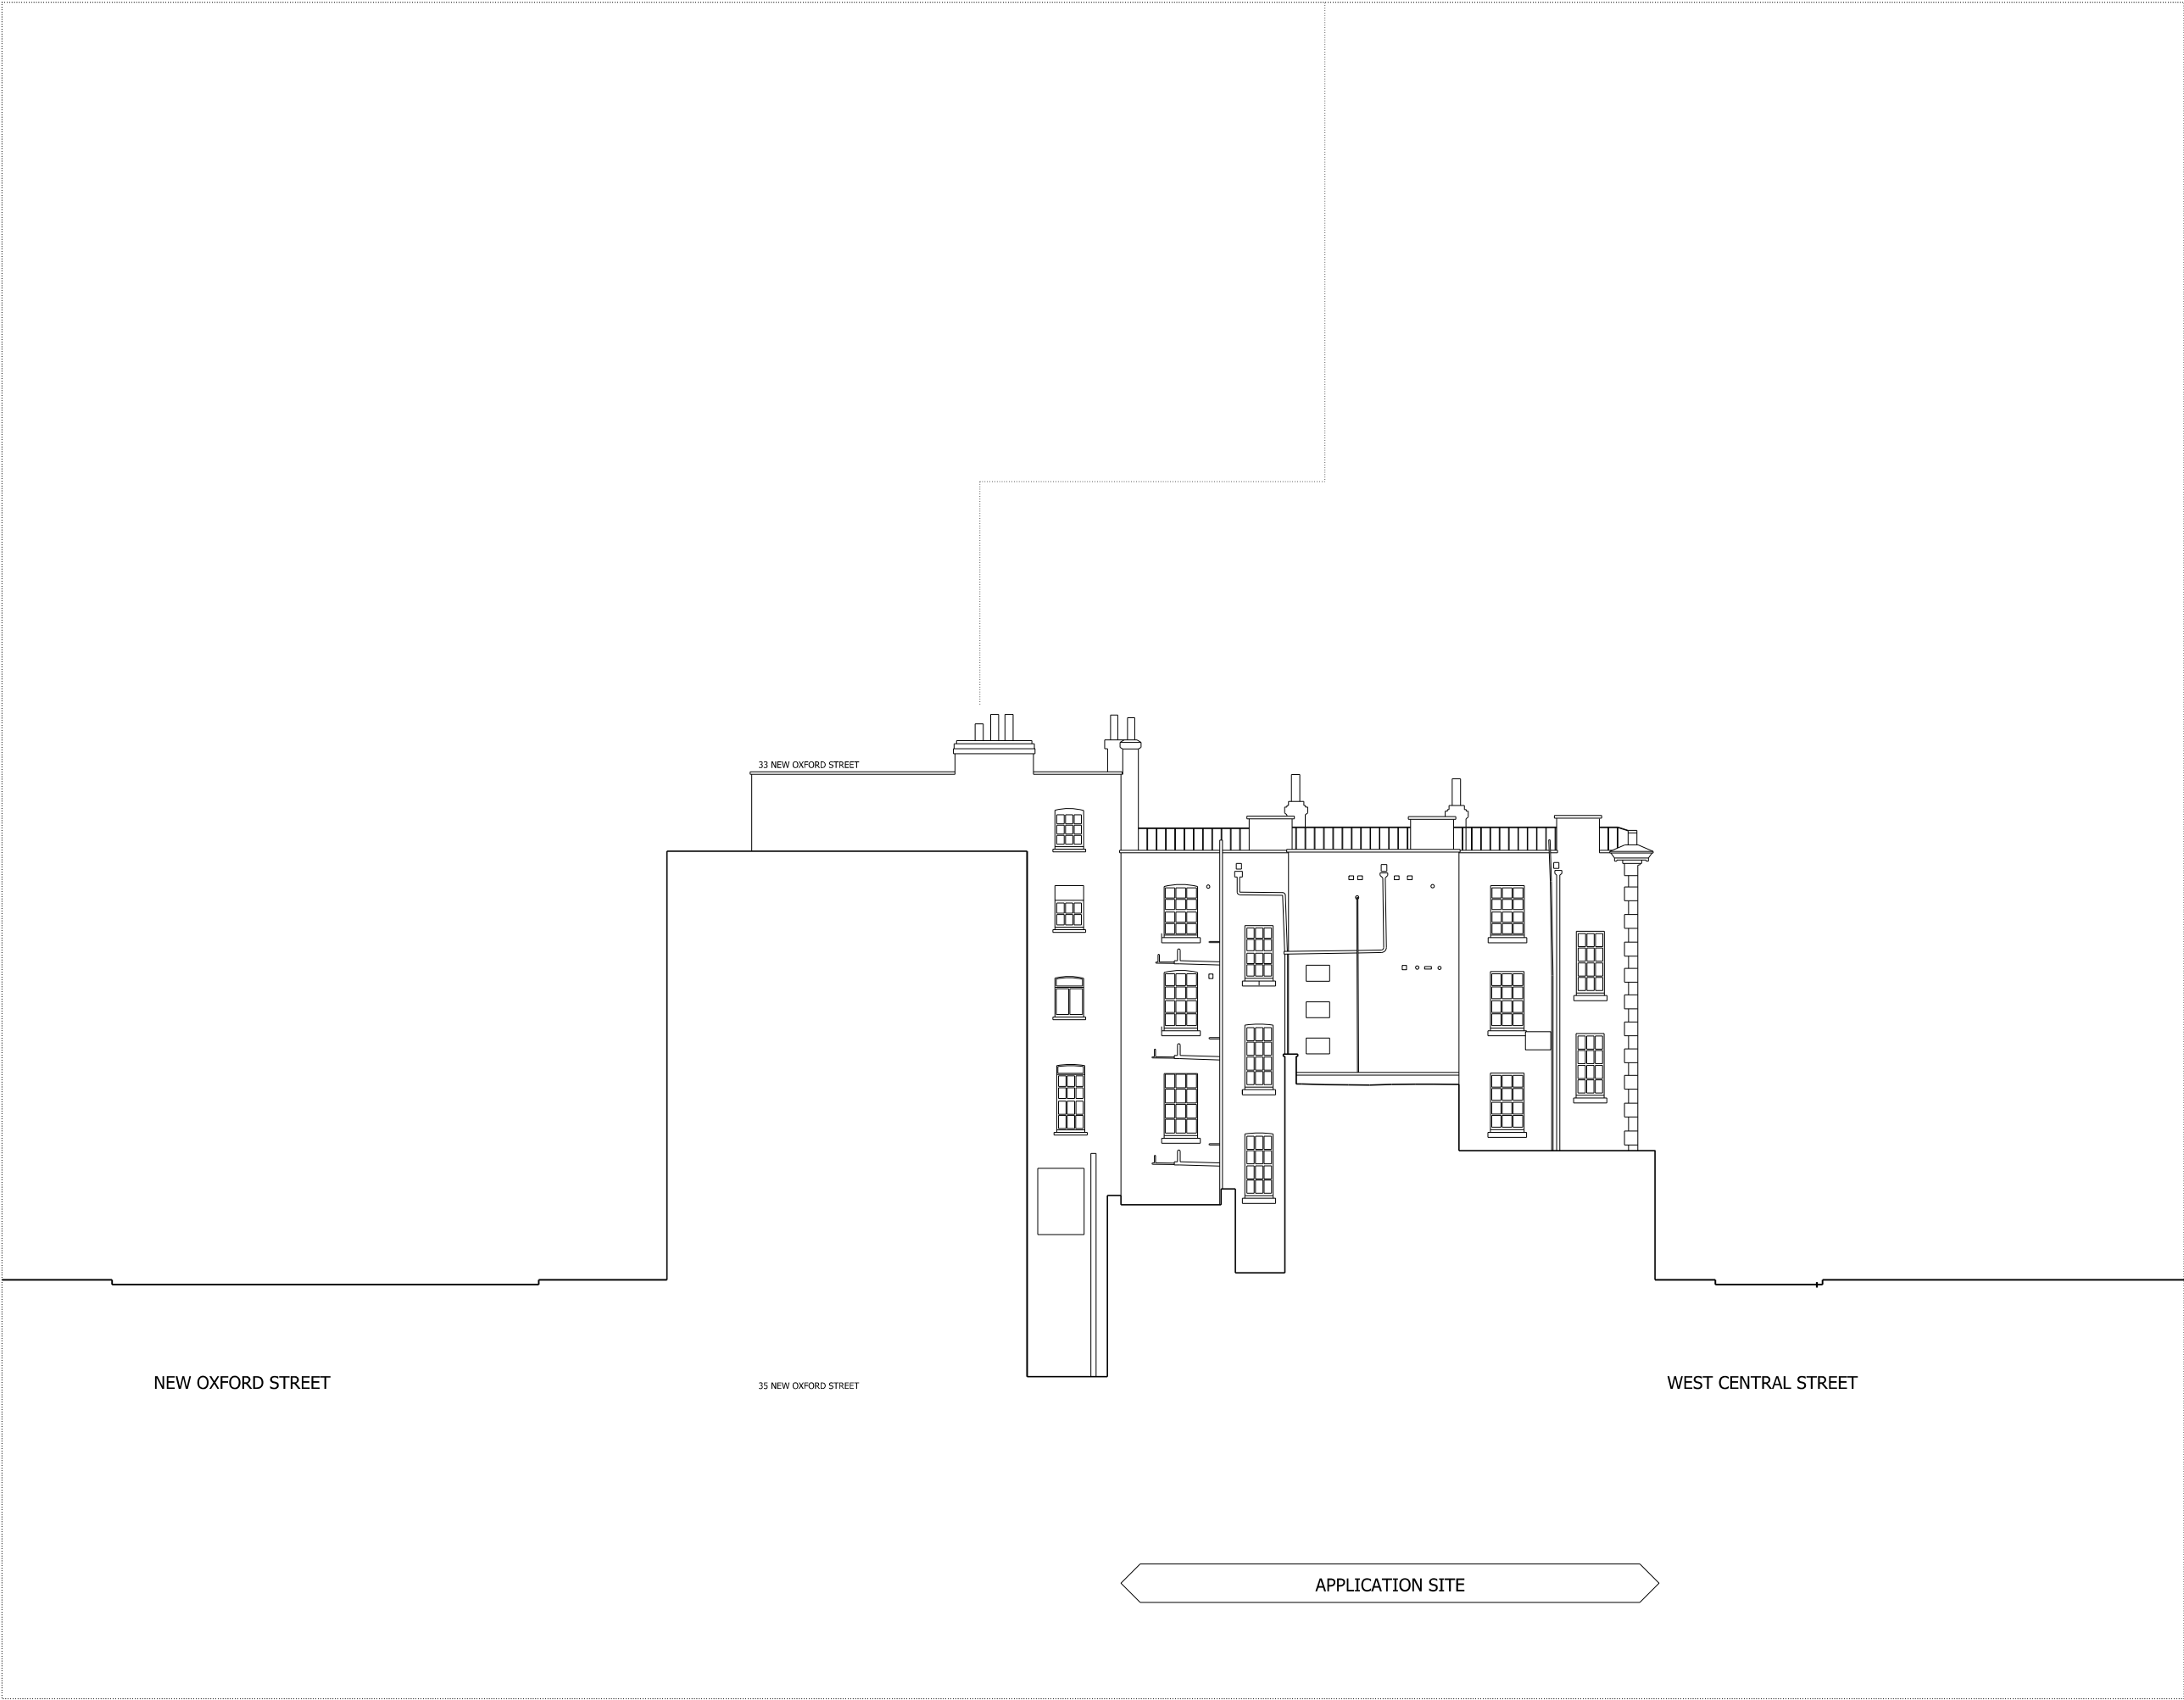 33 NEW OXFORD STREET
NEW OXFORD STREET
35 NEW OXFORD STREET
WEST CENTRAL STREET
APPLICATION SITE